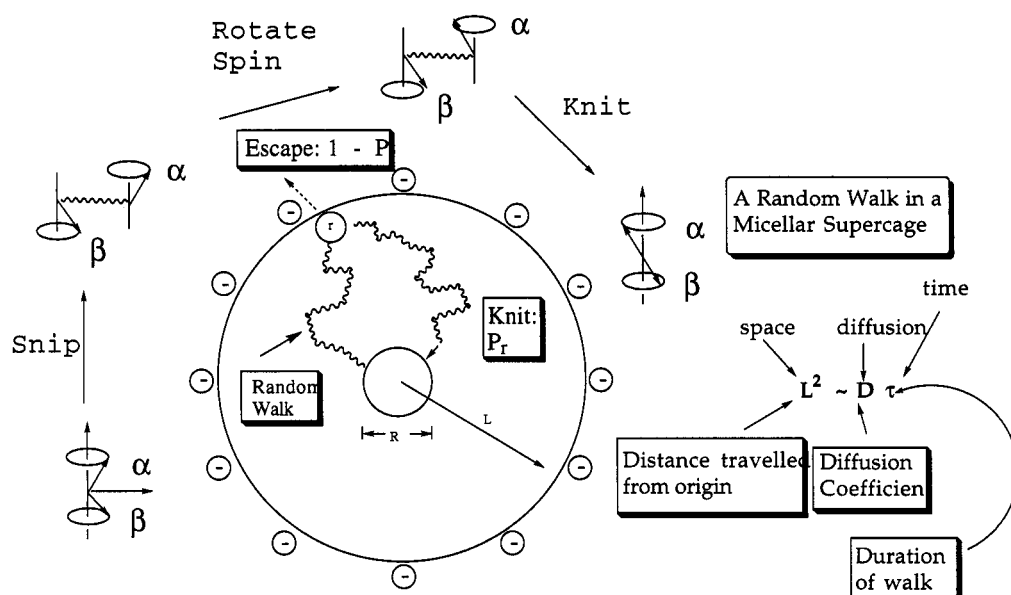 Rotate
Spin
α
β
Knit
Escape: 1 - P
α
β
r
α
β
A Random Walk in a
Micellar Supercage
Snip
Knit:
Pr
Random
Walk
L
R
time
space
diffusion
L² ~ D τ
α
β
Distance travelled
from origin
Diffusion
Coefficien
Duration
of walk
-
-
-
-
-
-
-
-
-
-
-
-